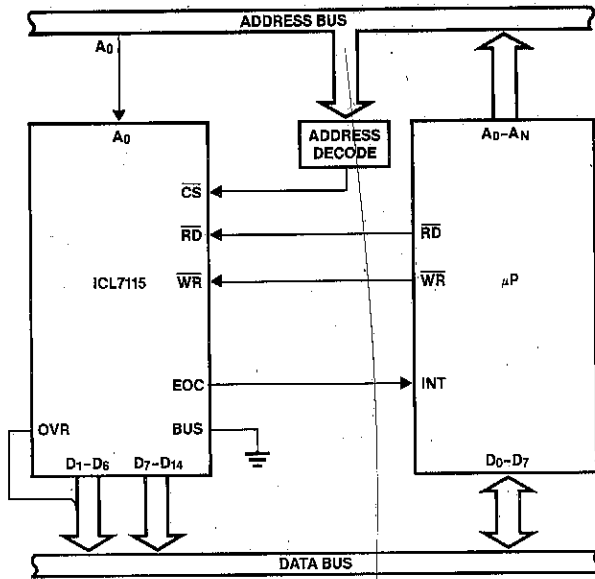 ADDRESS BUS
A0
A0
ADDRESS
DECODE
A0–AN
CS
RD
RD
ICL7115
WR
WR
µP
EOC
INT
OVR
BUS
D1–D6
D7–D14
D0–D7
DATA BUS